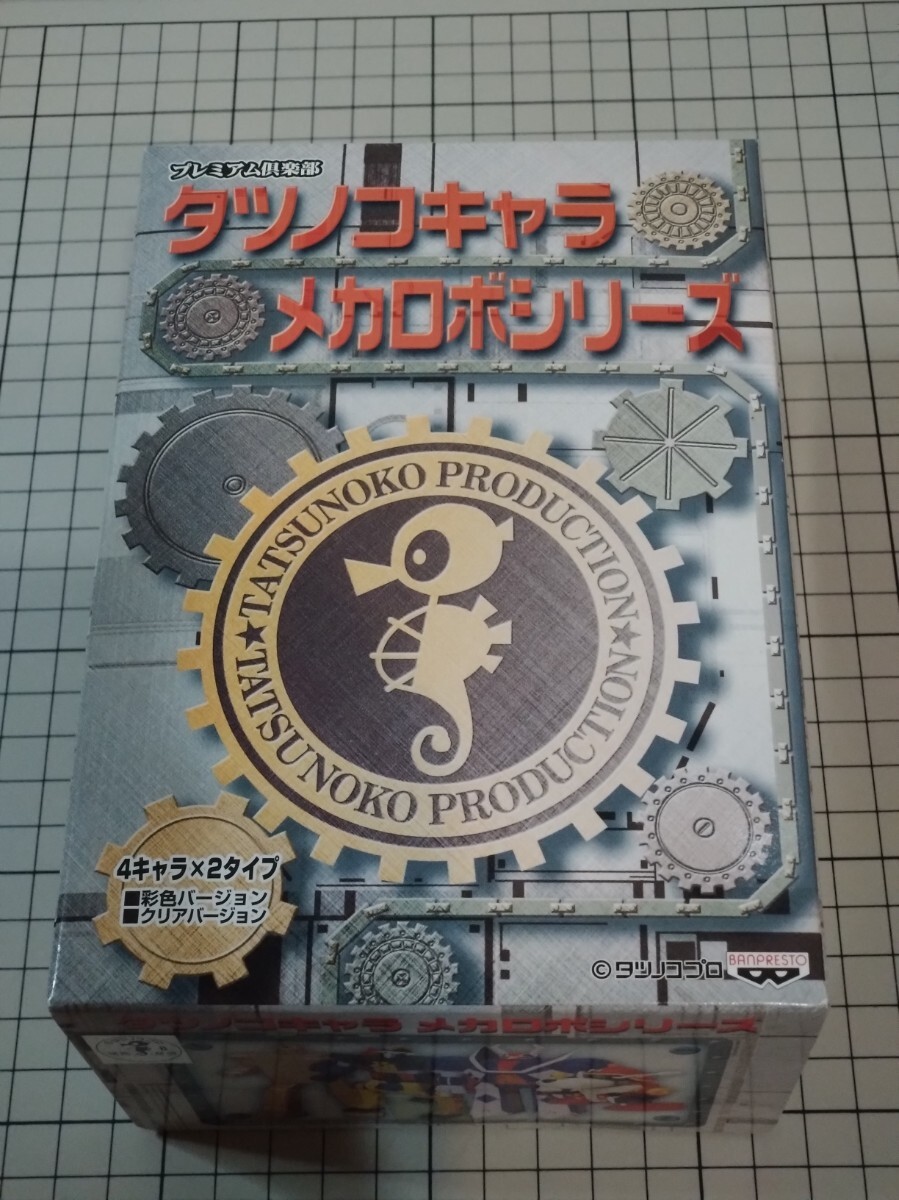 プレミアム倶楽部
タツノコキャラ
メカロボシリーズ
★TATSUNOKO PRODUCTION★
TATSUNOKO PRODUCTION
4キャラ×2タイプ
■彩色バージョン
■クリアバージョン
©タツノコプロ
BANPRESTO
タツノコキャラ メカロボシリーズ